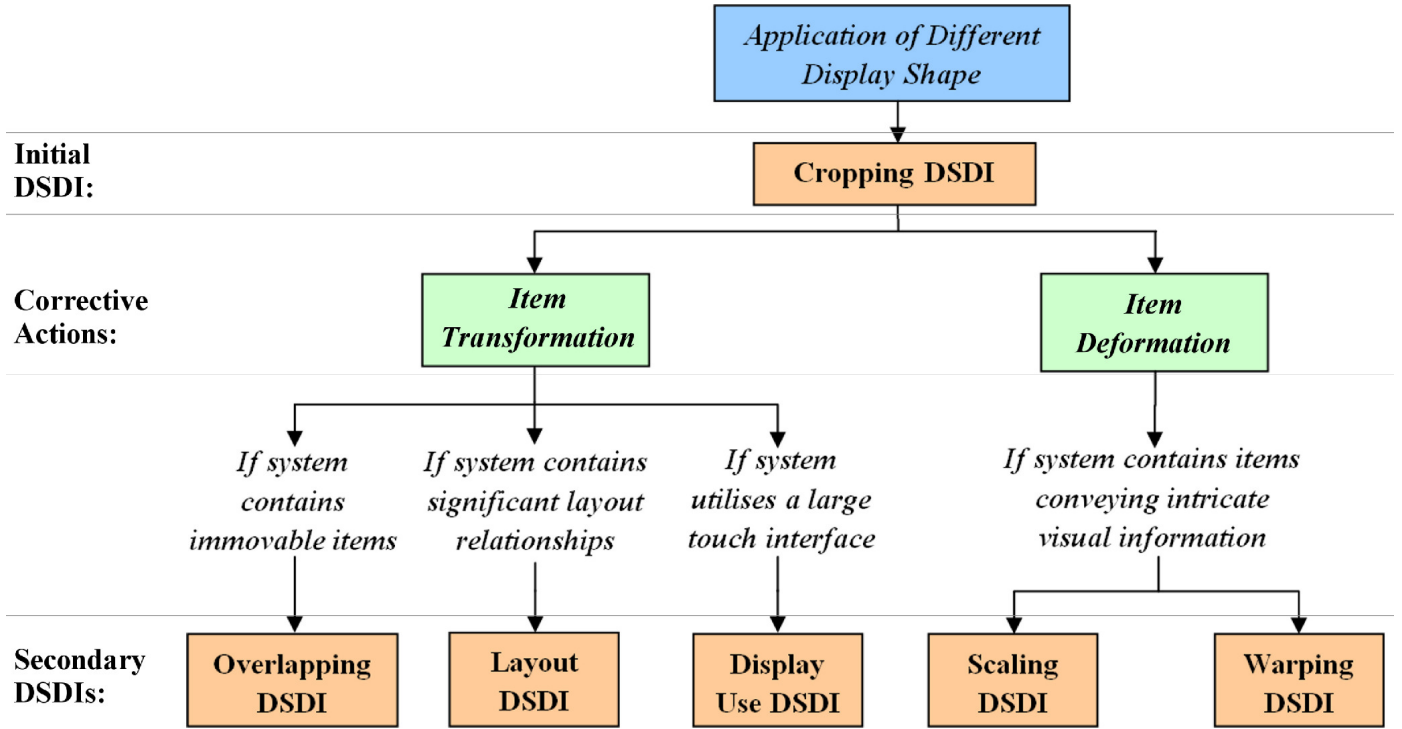 Application of Different
Display Shape
Initial
DSDI:
Cropping DSDI
Corrective
Actions:
Item
Transformation
Item
Deformation
If system
contains
immovable items
If system contains
significant layout
relationships
If system
utilises a large
touch interface
If system contains items
conveying intricate
visual information
Secondary
DSDIs:
Overlapping
DSDI
Layout
DSDI
Display
Use DSDI
Scaling
DSDI
Warping
DSDI